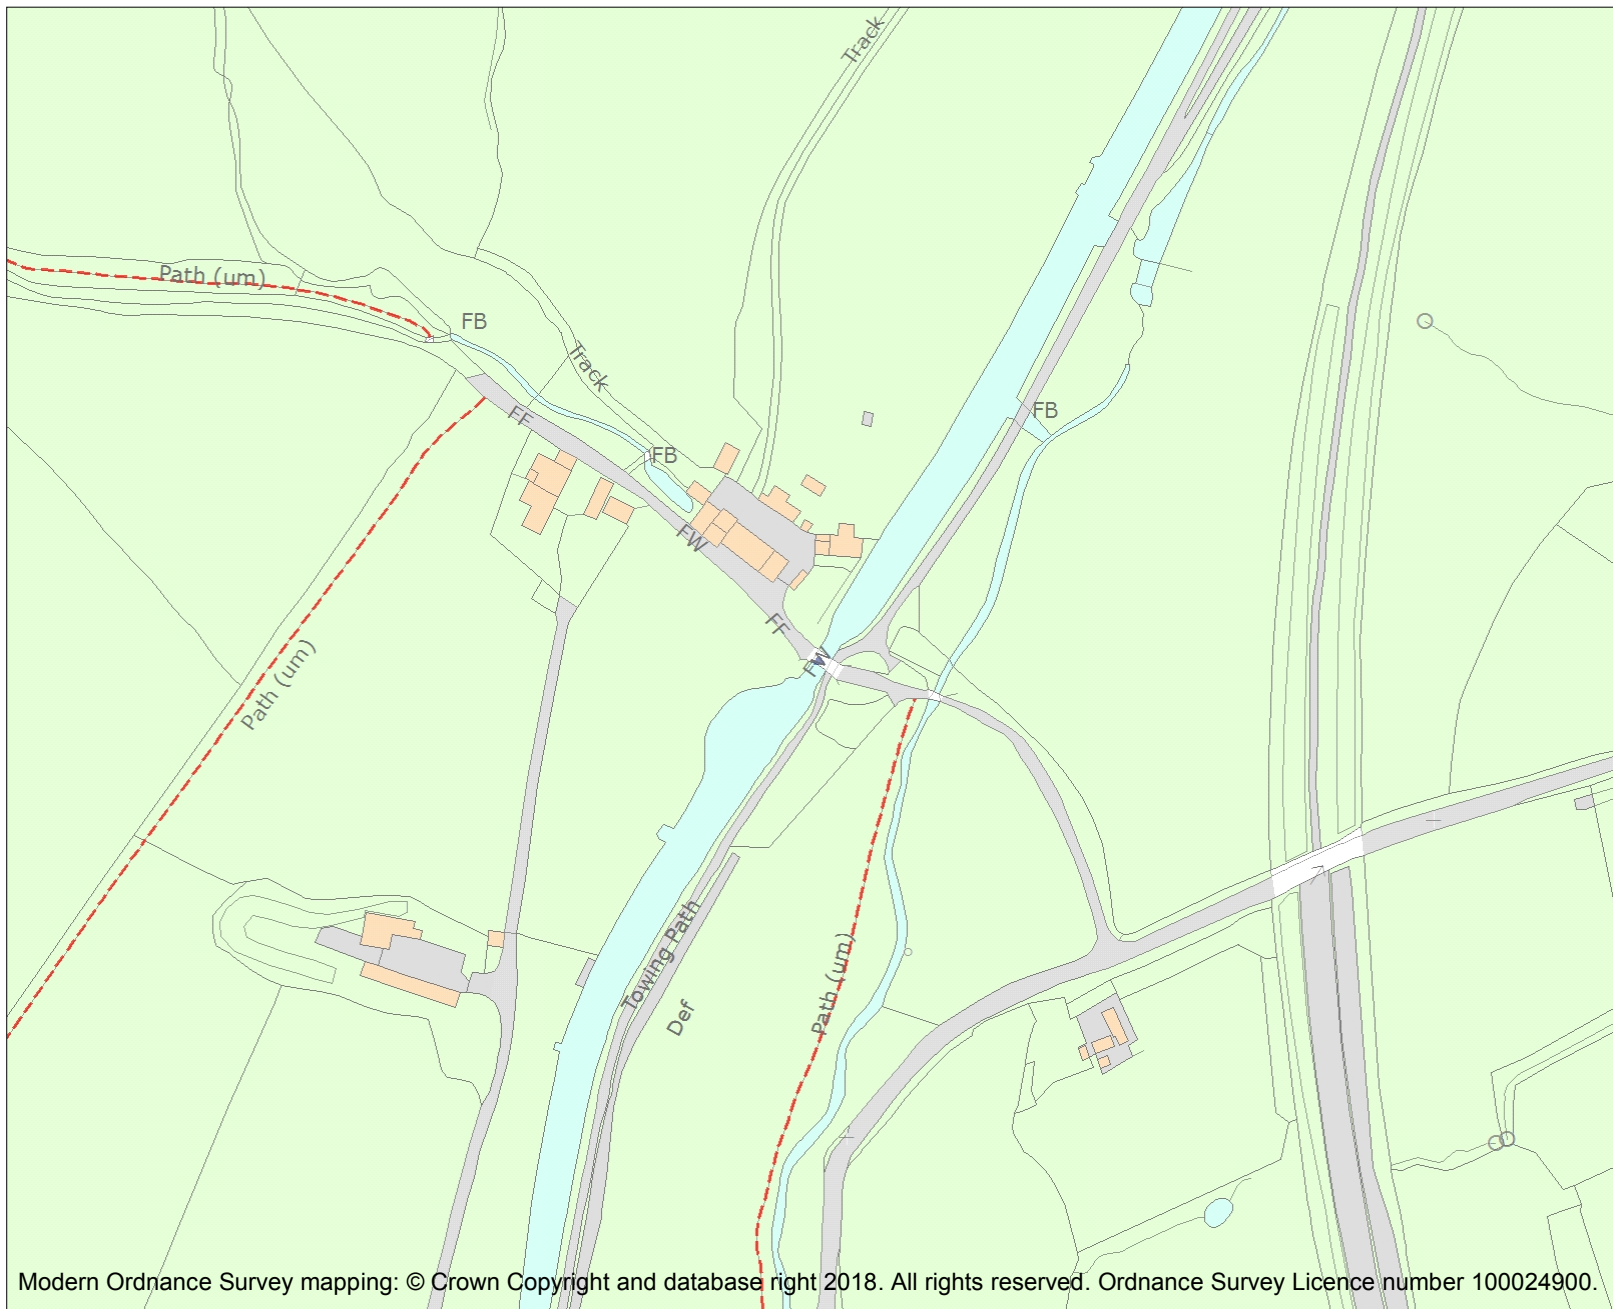 Track
Path (um)
FB
Track
FF
FB
FB
FW
FF
FW
Path (um)
Towing Path
Def
Path (um)
Modern Ordnance Survey mapping: © Crown Copyright and database right 2018. All rights reserved. Ordnance Survey Licence number 100024900.